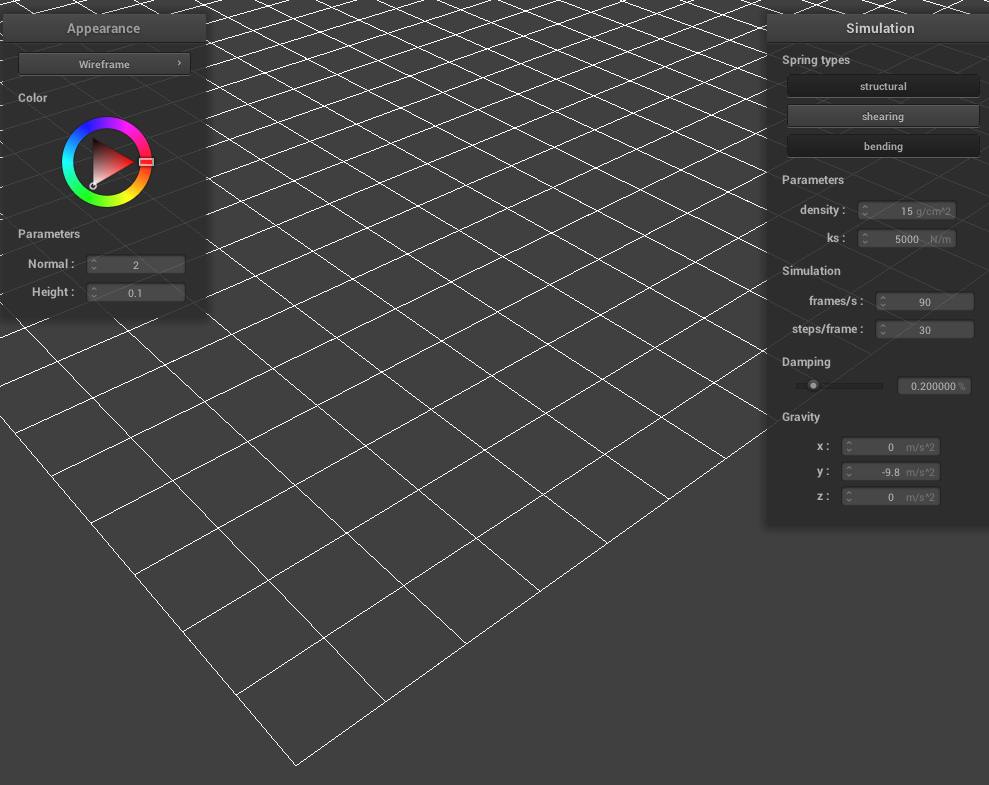 Appearance
Wireframe
Color
Parameters
Normal : 2
Height : 0.1
Simulation
Spring types
structural
shearing
bending
Parameters
density : 15 g/cm^2
ks : 5000 N/m
Simulation
frames/s : 90
steps/frame : 30
Damping
0.200000 %
Gravity
x : 0 m/s^2
y : -9.8 m/s^2
z : 0 m/s^2